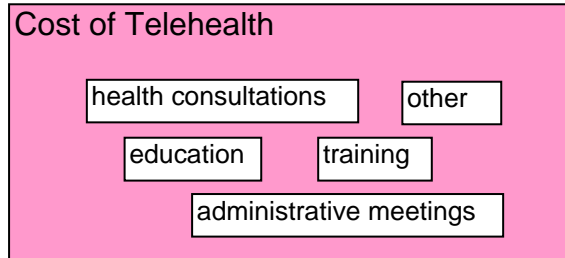 Cost of Telehealth
health consultations
other
education
training
administrative meetings